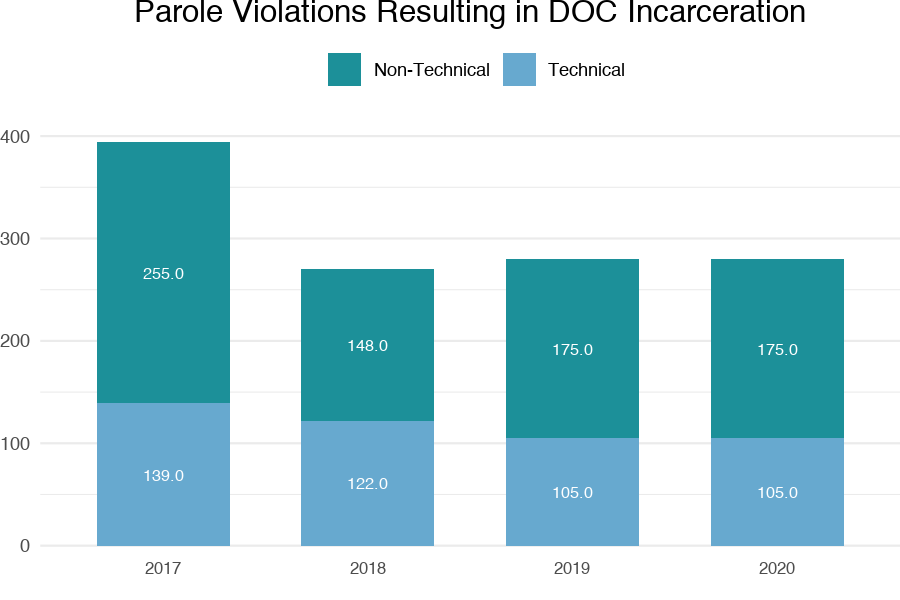 Parole Violations Resulting in DOC Incarceration
Non-Technical Technical
400
300
200
100
0
255.0 148.0 175.0 175.0
139.0 122.0 105.0 105.0
2017 2018 2019 2020